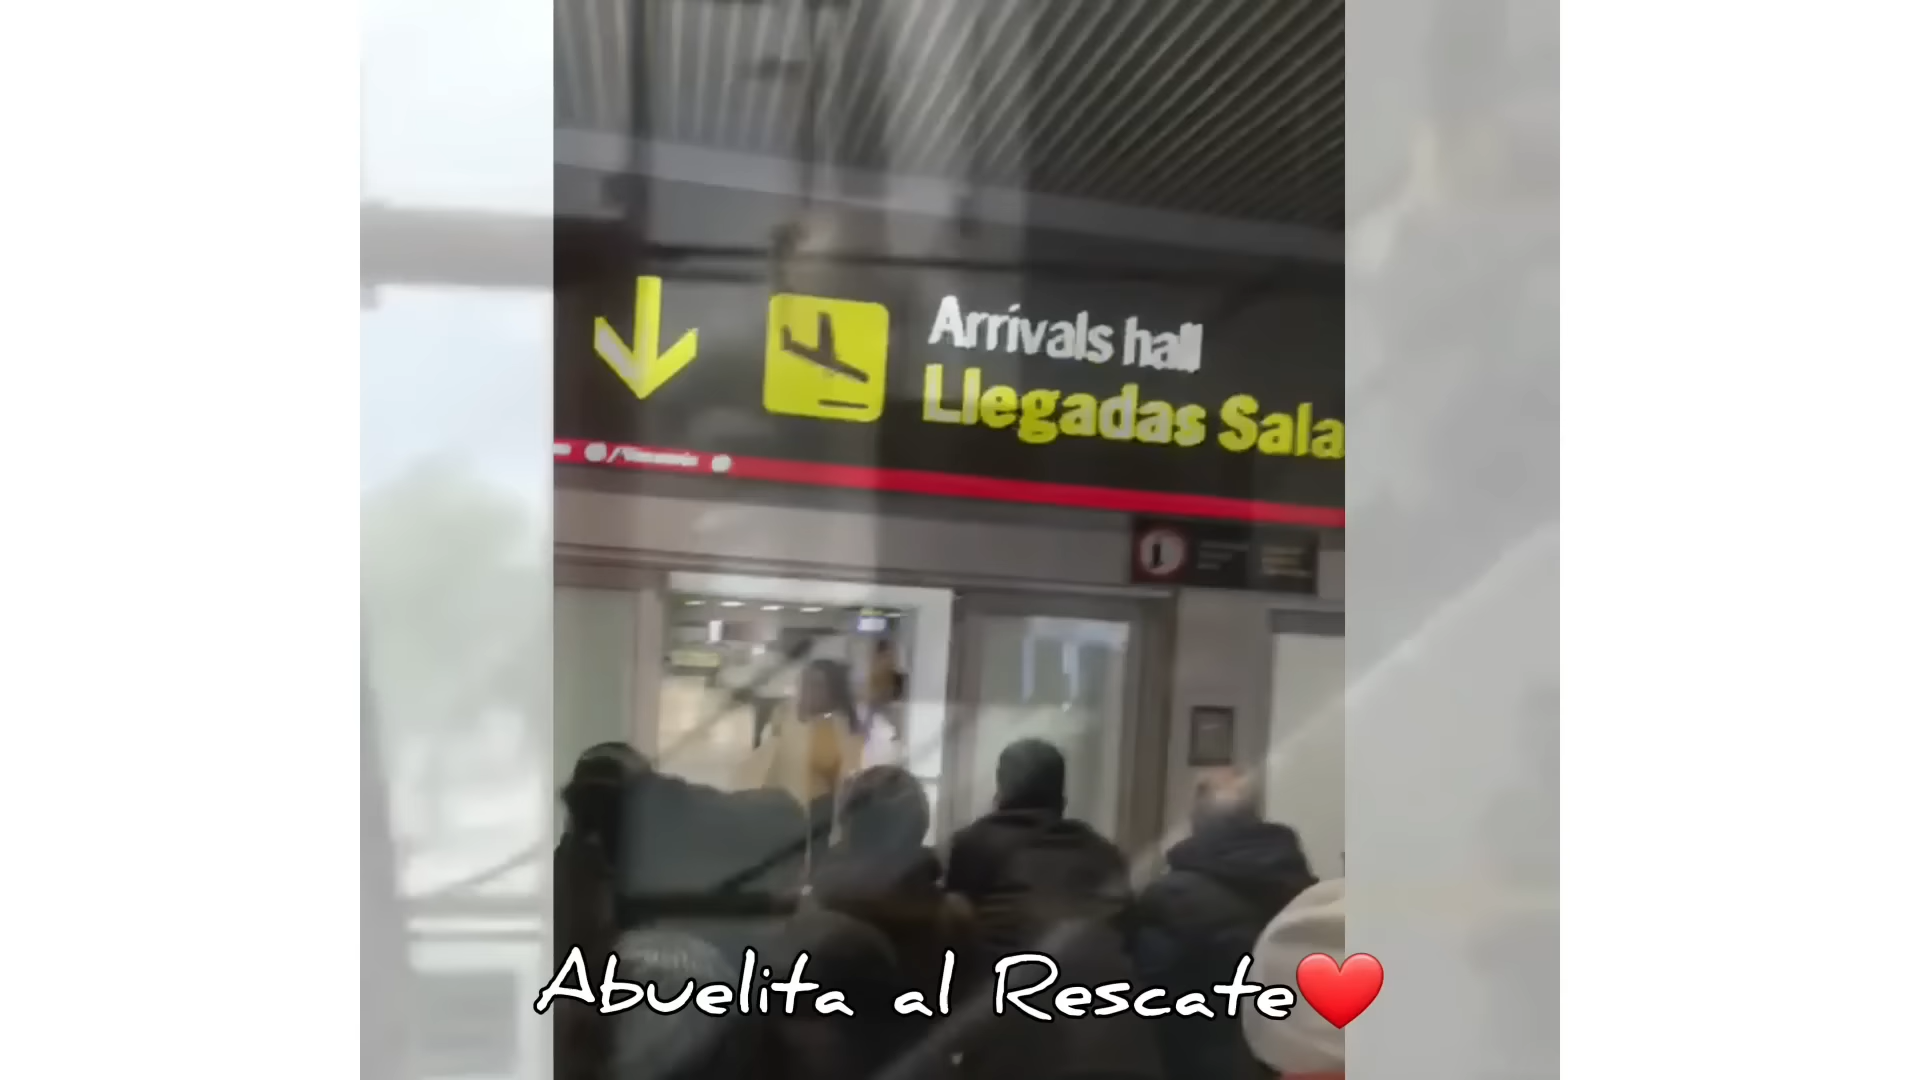 Arrivals hall
Llegadas Sala
Abuelita al Rescate❤️